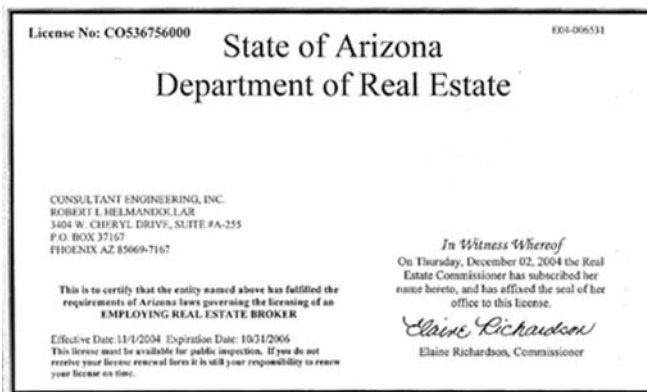 License No: CO536756000
E04-006531
State of Arizona
Department of Real Estate
CONSULTANT ENGINEERING, INC.
ROBERT L HELMANDOLLAR
3404 W. CHERYL DRIVE, SUITE #A-255
P.O. BOX 37167
PHOENIX AZ 85069-7167
This is to certify that the entity named above has fulfilled the
requirements of Arizona laws governing the licensing of an
EMPLOYING REAL ESTATE BROKER
Effective Date:11/1/2004 Expiration Date: 10/31/2006
This license must be available for public inspection. If you do not
receive your license renewal form it is still your responsibility to renew
your license on time.
In Witness Whereof
On Thursday, December 02, 2004 the Real
Estate Commissioner has subscribed her
name hereto, and has affixed the seal of her
office to this license.
Elaine Richardson
Elaine Richardson, Commissioner